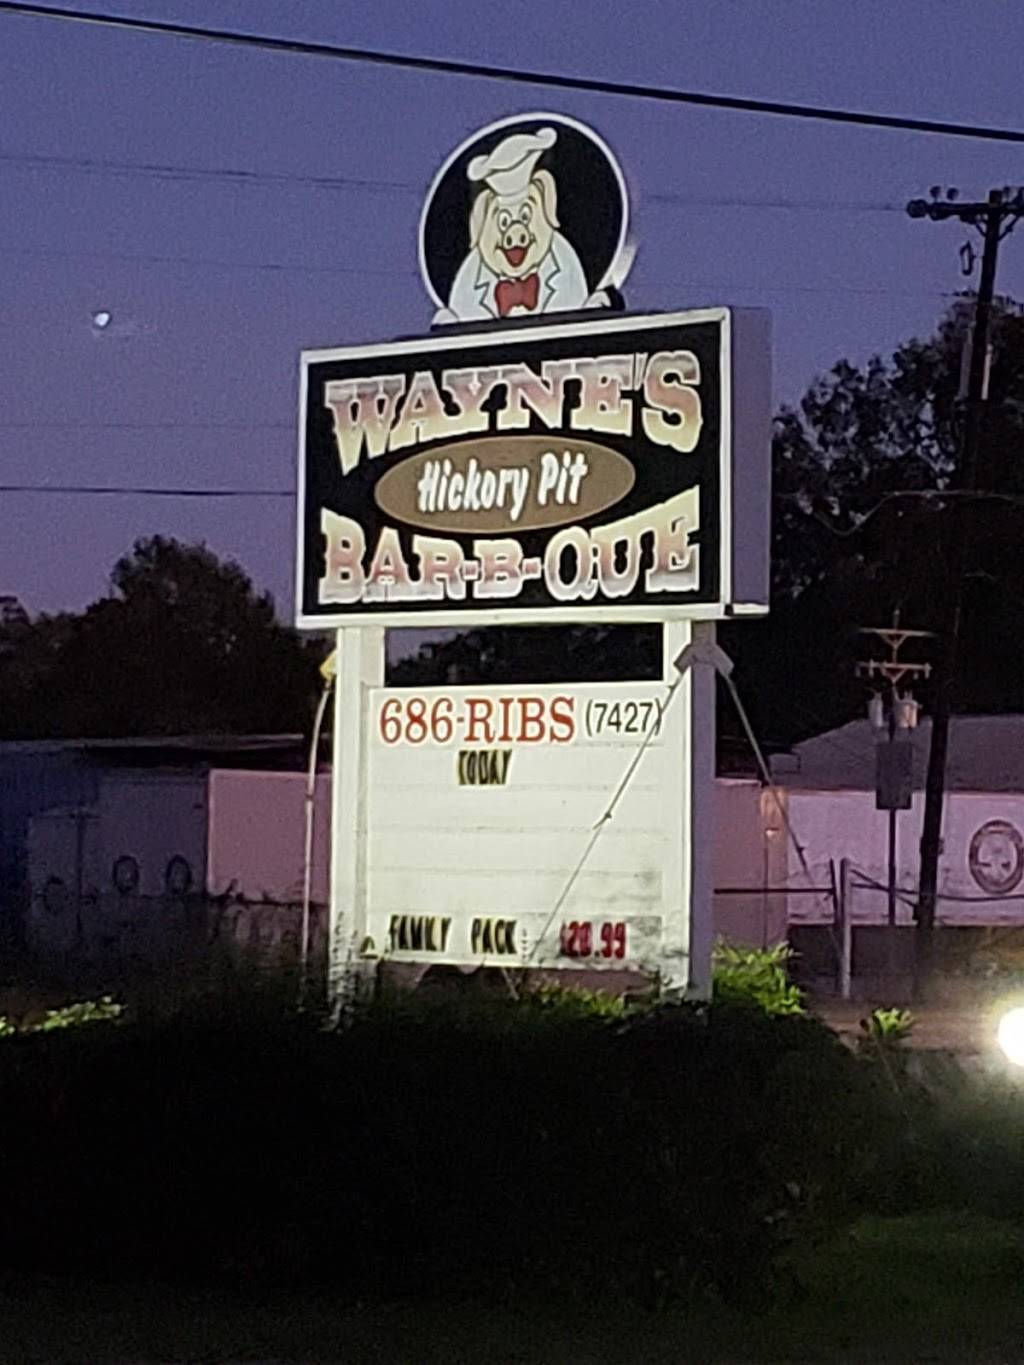 WAYNE'S
Hickory Pit
BAR-B-QUE
686-RIBS (7427)
TODAY
FAMILY PACK $28.99